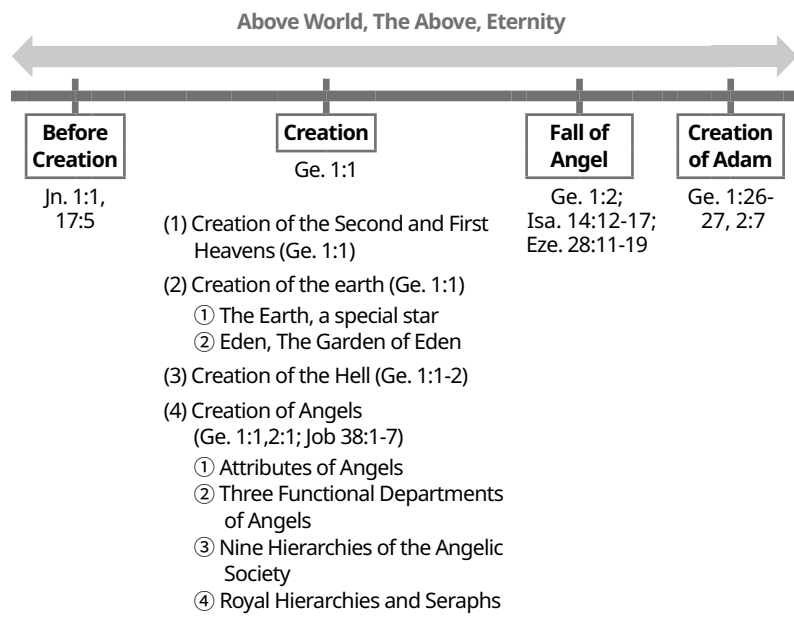 Above World, The Above, Eternity
Before
Creation
Jn. 1:1,
17:5
Creation
Ge. 1:1
(1) Creation of the Second and First
Heavens (Ge. 1:1)
(2) Creation of the earth (Ge. 1:1)
① The Earth, a special star
② Eden, The Garden of Eden
(3) Creation of the Hell (Ge. 1:1-2)
(4) Creation of Angels
(Ge. 1:1,2:1; Job 38:1-7)
① Attributes of Angels
② Three Functional Departments
of Angels
③ Nine Hierarchies of the Angelic
Society
④ Royal Hierarchies and Seraphs
Fall of
Angel
Ge. 1:2;
Isa. 14:12-17;
Eze. 28:11-19
Creation
of Adam
Ge. 1:26-
27, 2:7